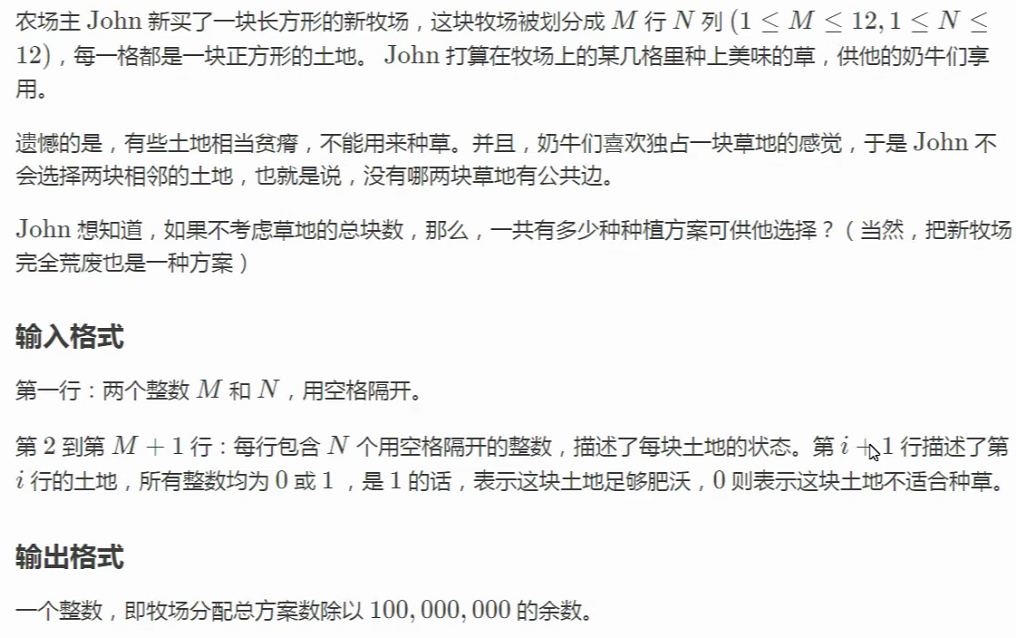 农场主 John 新买了一块长方形的新牧场，这块牧场被划分成 M 行 N 列 (1 ≤ M ≤ 12, 1 ≤ N ≤
12)，每一格都是一块正方形的土地。 John 打算在牧场上的某几格里种上美味的草，供他的奶牛们享
用。
遗憾的是，有些土地相当贫瘠，不能用来种草。并且，奶牛们喜欢独占一块草地的感觉，于是 John 不
会选择两块相邻的土地，也就是说，没有哪两块草地有公共边。
John 想知道，如果不考虑草地的总块数，那么，一共有多少种种植方案可供他选择？（当然，把新牧场
完全荒废也是一种方案）
输入格式
第一行：两个整数 M 和 N，用空格隔开。
第 2 到第 M + 1 行：每行包含 N 个用空格隔开的整数，描述了每块土地的状态。第 i + 1 行描述了第
i 行的土地，所有整数均为 0 或 1 ，是 1 的话，表示这块土地足够肥沃，0 则表示这块土地不适合种草。
输出格式
一个整数，即牧场分配总方案数除以 100,000,000 的余数。